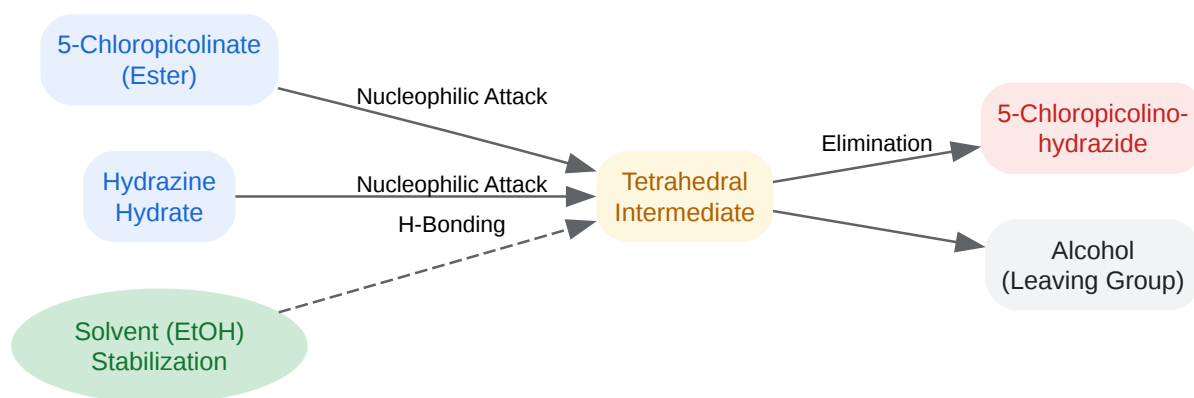 5-Chloropicolinate
(Ester)
Nucleophilic Attack
Hydrazine
Hydrate
Nucleophilic Attack
H-Bonding
Solvent (EtOH)
Stabilization
Tetrahedral
Intermediate
Elimination
5-Chloropicolino-
hydrazide
Alcohol
(Leaving Group)